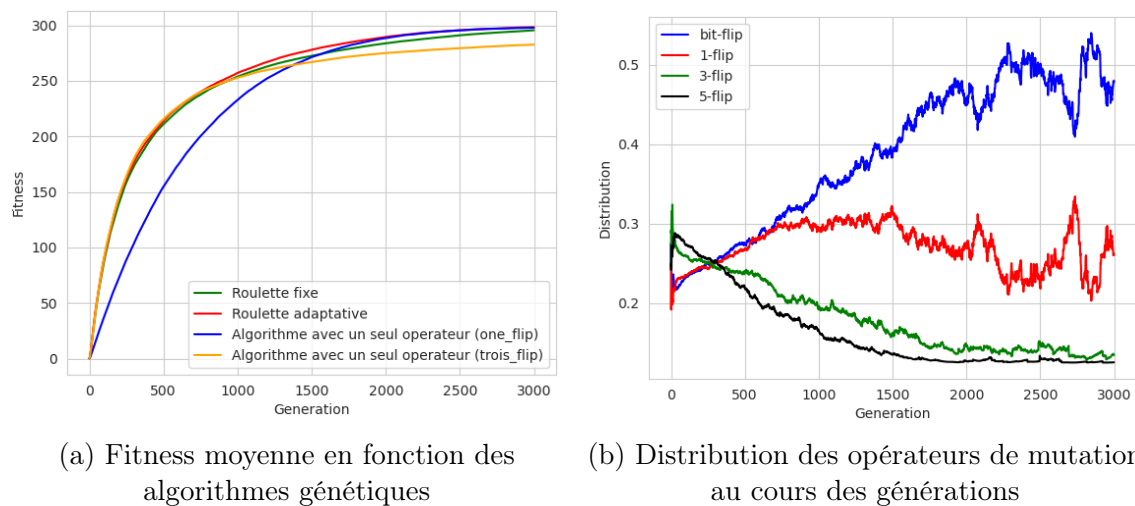 300
250
200
150
100
50
0
Fitness
Roulette fixe
Roulette adaptative
Algorithme avec un seul operateur (one_flip)
Algorithme avec un seul operateur (trois_flip)
0 500 1000 1500 2000 2500 3000
Generation
(a) Fitness moyenne en fonction des
algorithmes génétiques
bit-flip
1-flip
3-flip
5-flip
0.5
0.4
0.3
0.2
Distribution
0 500 1000 1500 2000 2500 3000
Generation
(b) Distribution des opérateurs de mutation
au cours des générations